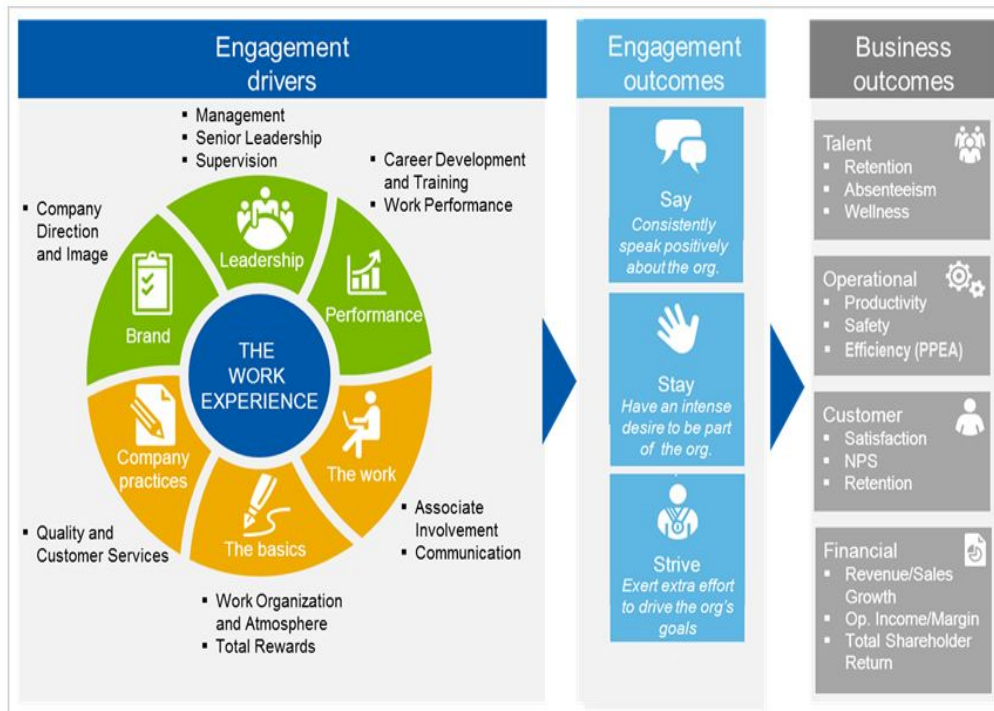 Engagement
drivers
Management
Senior Leadership
Supervision
Career Development
and Training
Work Performance
Company
Direction
and Image
Leadership
Brand
Performance
THE
WORK
EXPERIENCE
Company
practices
The work
The basics
Quality and
Customer Services
Associate
Involvement
Communication
Work Organization
and Atmosphere
Total Rewards
Engagement
outcomes
Say
Consistently
speak positively
about the org.
Stay
Have an intense
desire to be part
of the org.
Strive
Exert extra effort
to drive the org's
goals
Business
outcomes
Talent
Retention
Absenteeism
Wellness
Operational
Productivity
Safety
Efficiency (PPEA)
Customer
Satisfaction
NPS
Retention
Financial
Revenue/Sales
Growth
Op. Income/Margin
Total Shareholder
Return